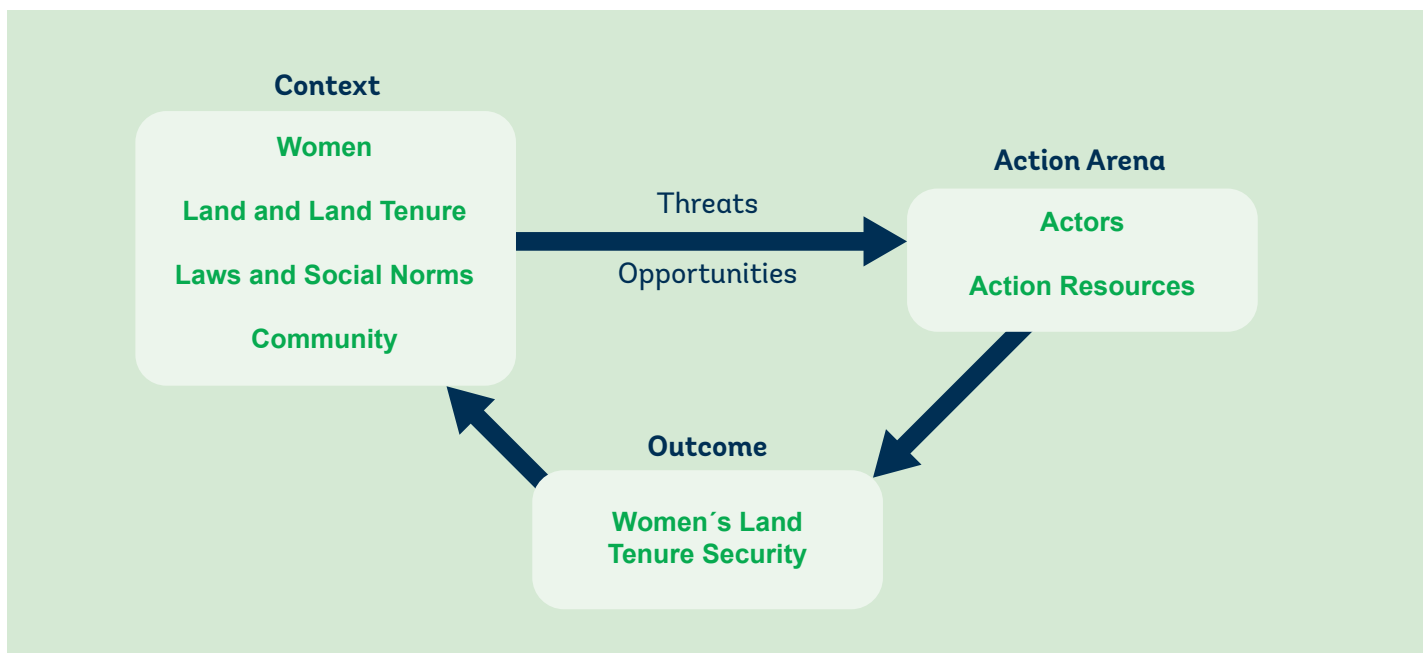 Context
Women
Land and Land Tenure
Laws and Social Norms
Community
Threats
Opportunities
Action Arena
Actors
Action Resources
Outcome
Women´s Land
Tenure Security